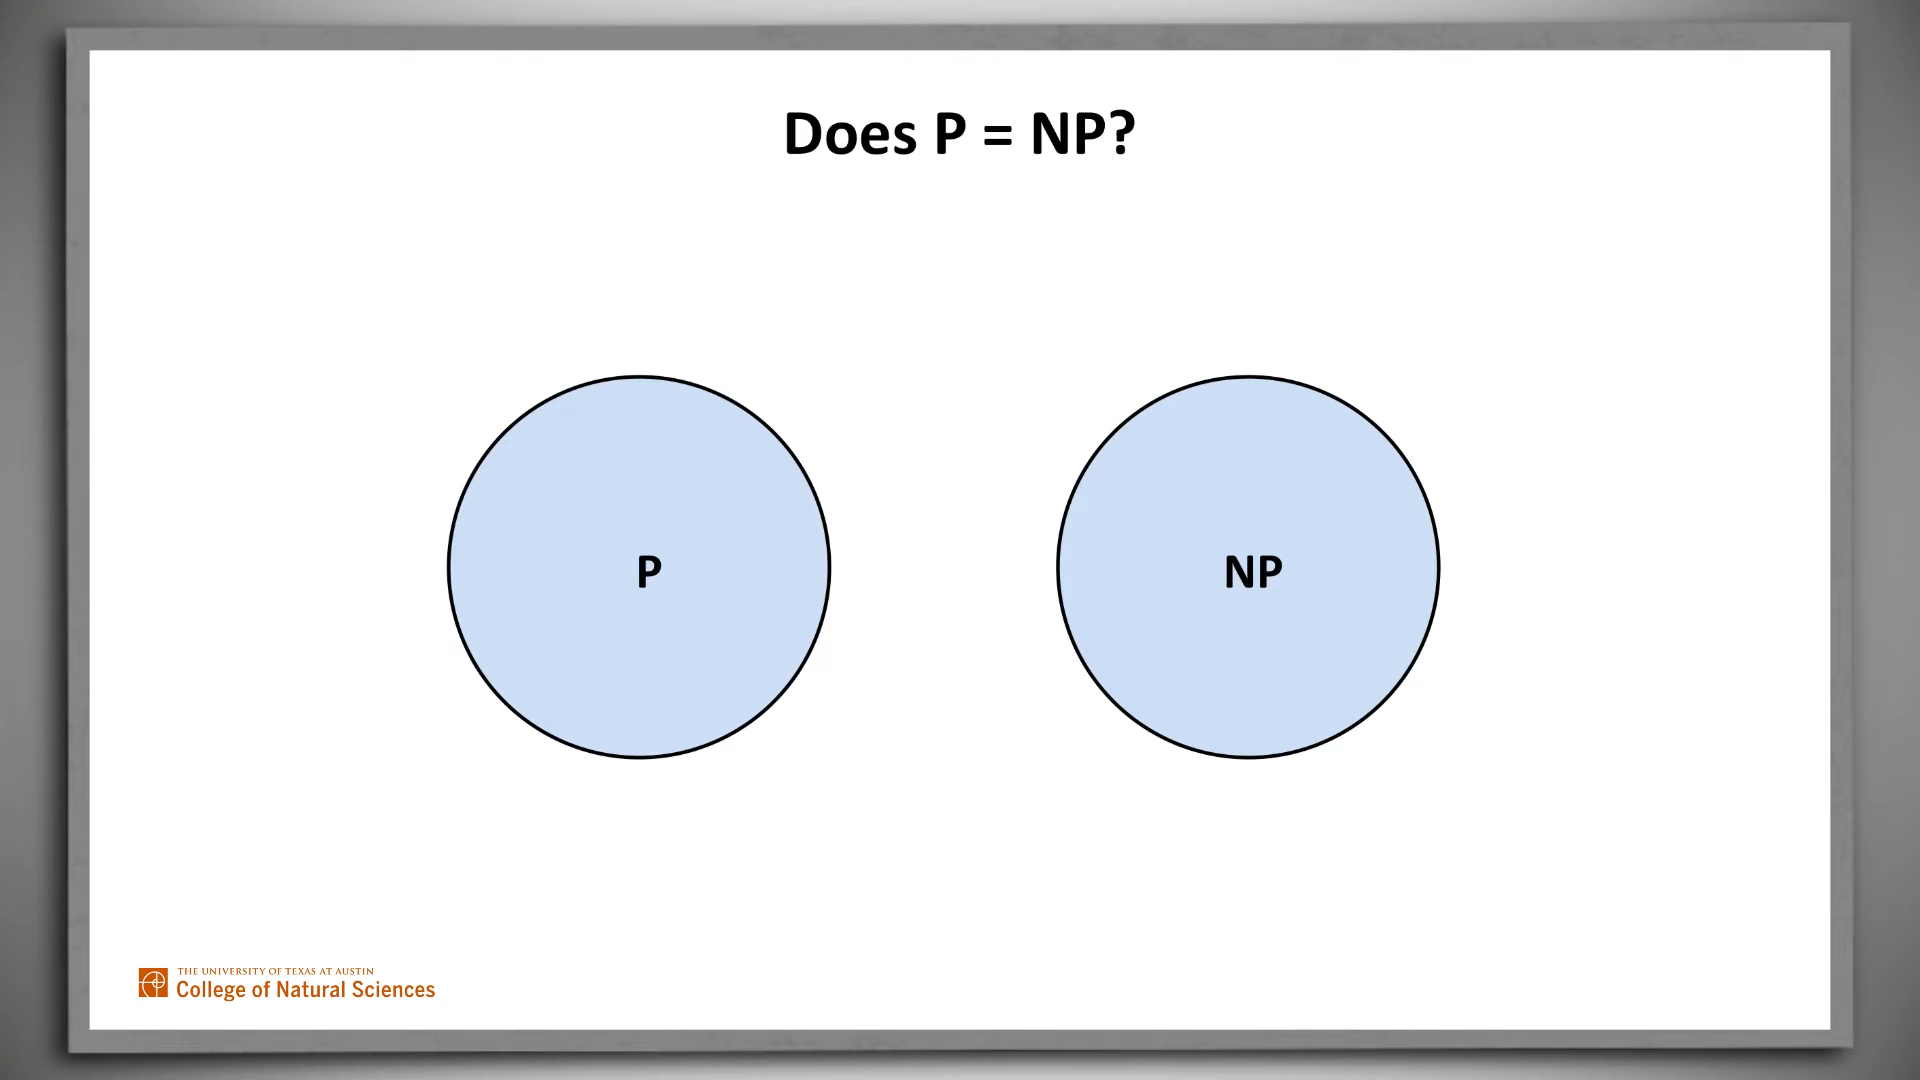 Does P = NP?
P
NP
THE UNIVERSITY OF TEXAS AT AUSTIN
College of Natural Sciences